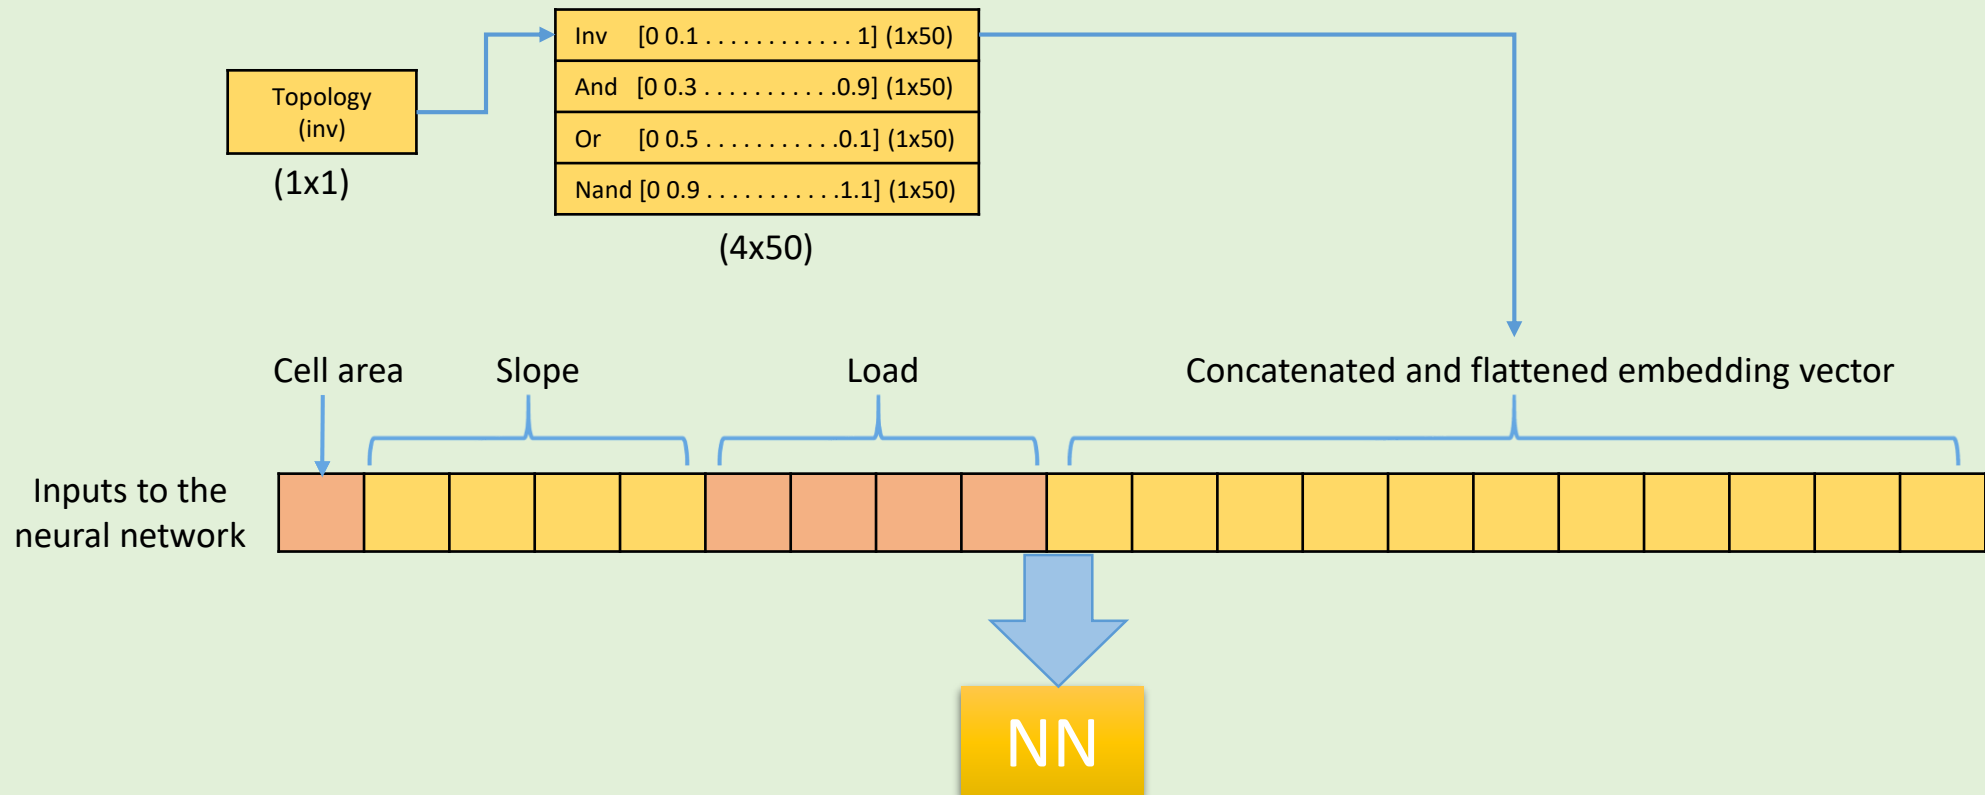 Inv [0 0.1 . . . . . . . . . . . . 1] (1x50)
Topology
(inv)
And [0 0.3 . . . . . . . . . . .0.9] (1x50)
Or [0 0.5 . . . . . . . . . . .0.1] (1x50)
(1x1)
Nand [0 0.9 . . . . . . . . . . .1.1] (1x50)
(4x50)
Cell area Slope Load Concatenated and flattened embedding vector
Inputs to the
neural network
NN